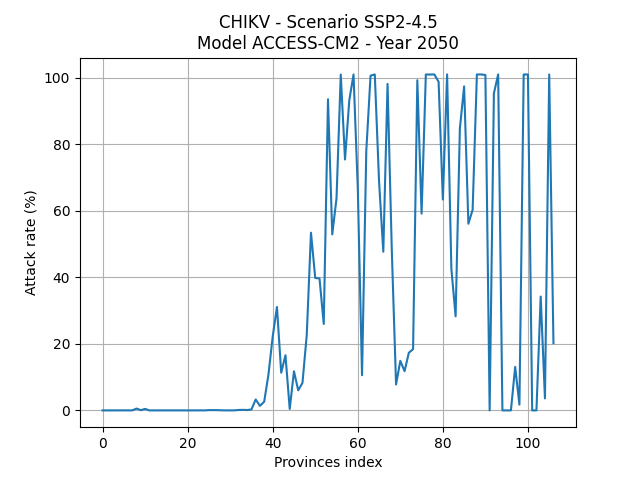 CHIKV - Scenario SSP2-4.5
Model ACCESS-CM2 - Year 2050
100
80
60
40
20
0
Attack rate (%)
0 20 40 60 80 100
Provinces index